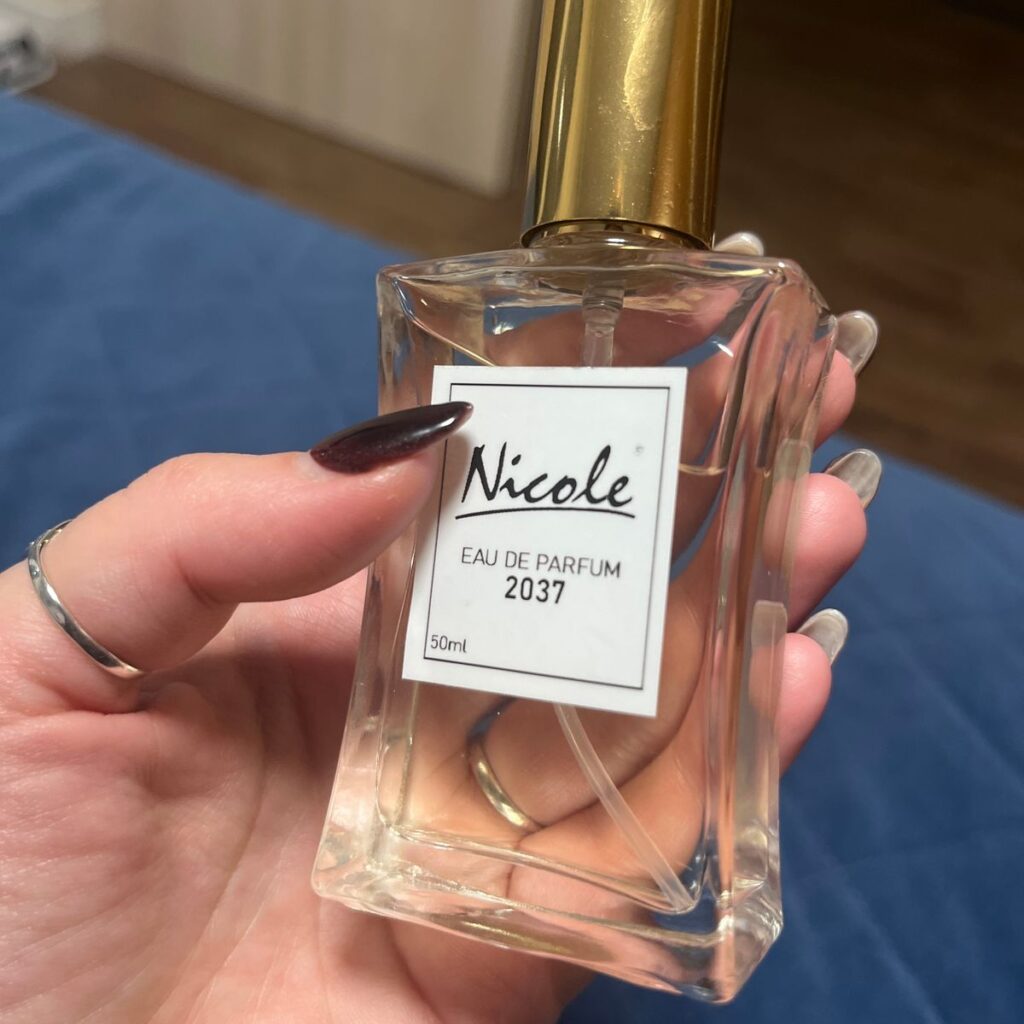 Nicole
EAU DE PARFUM
2037
50ml